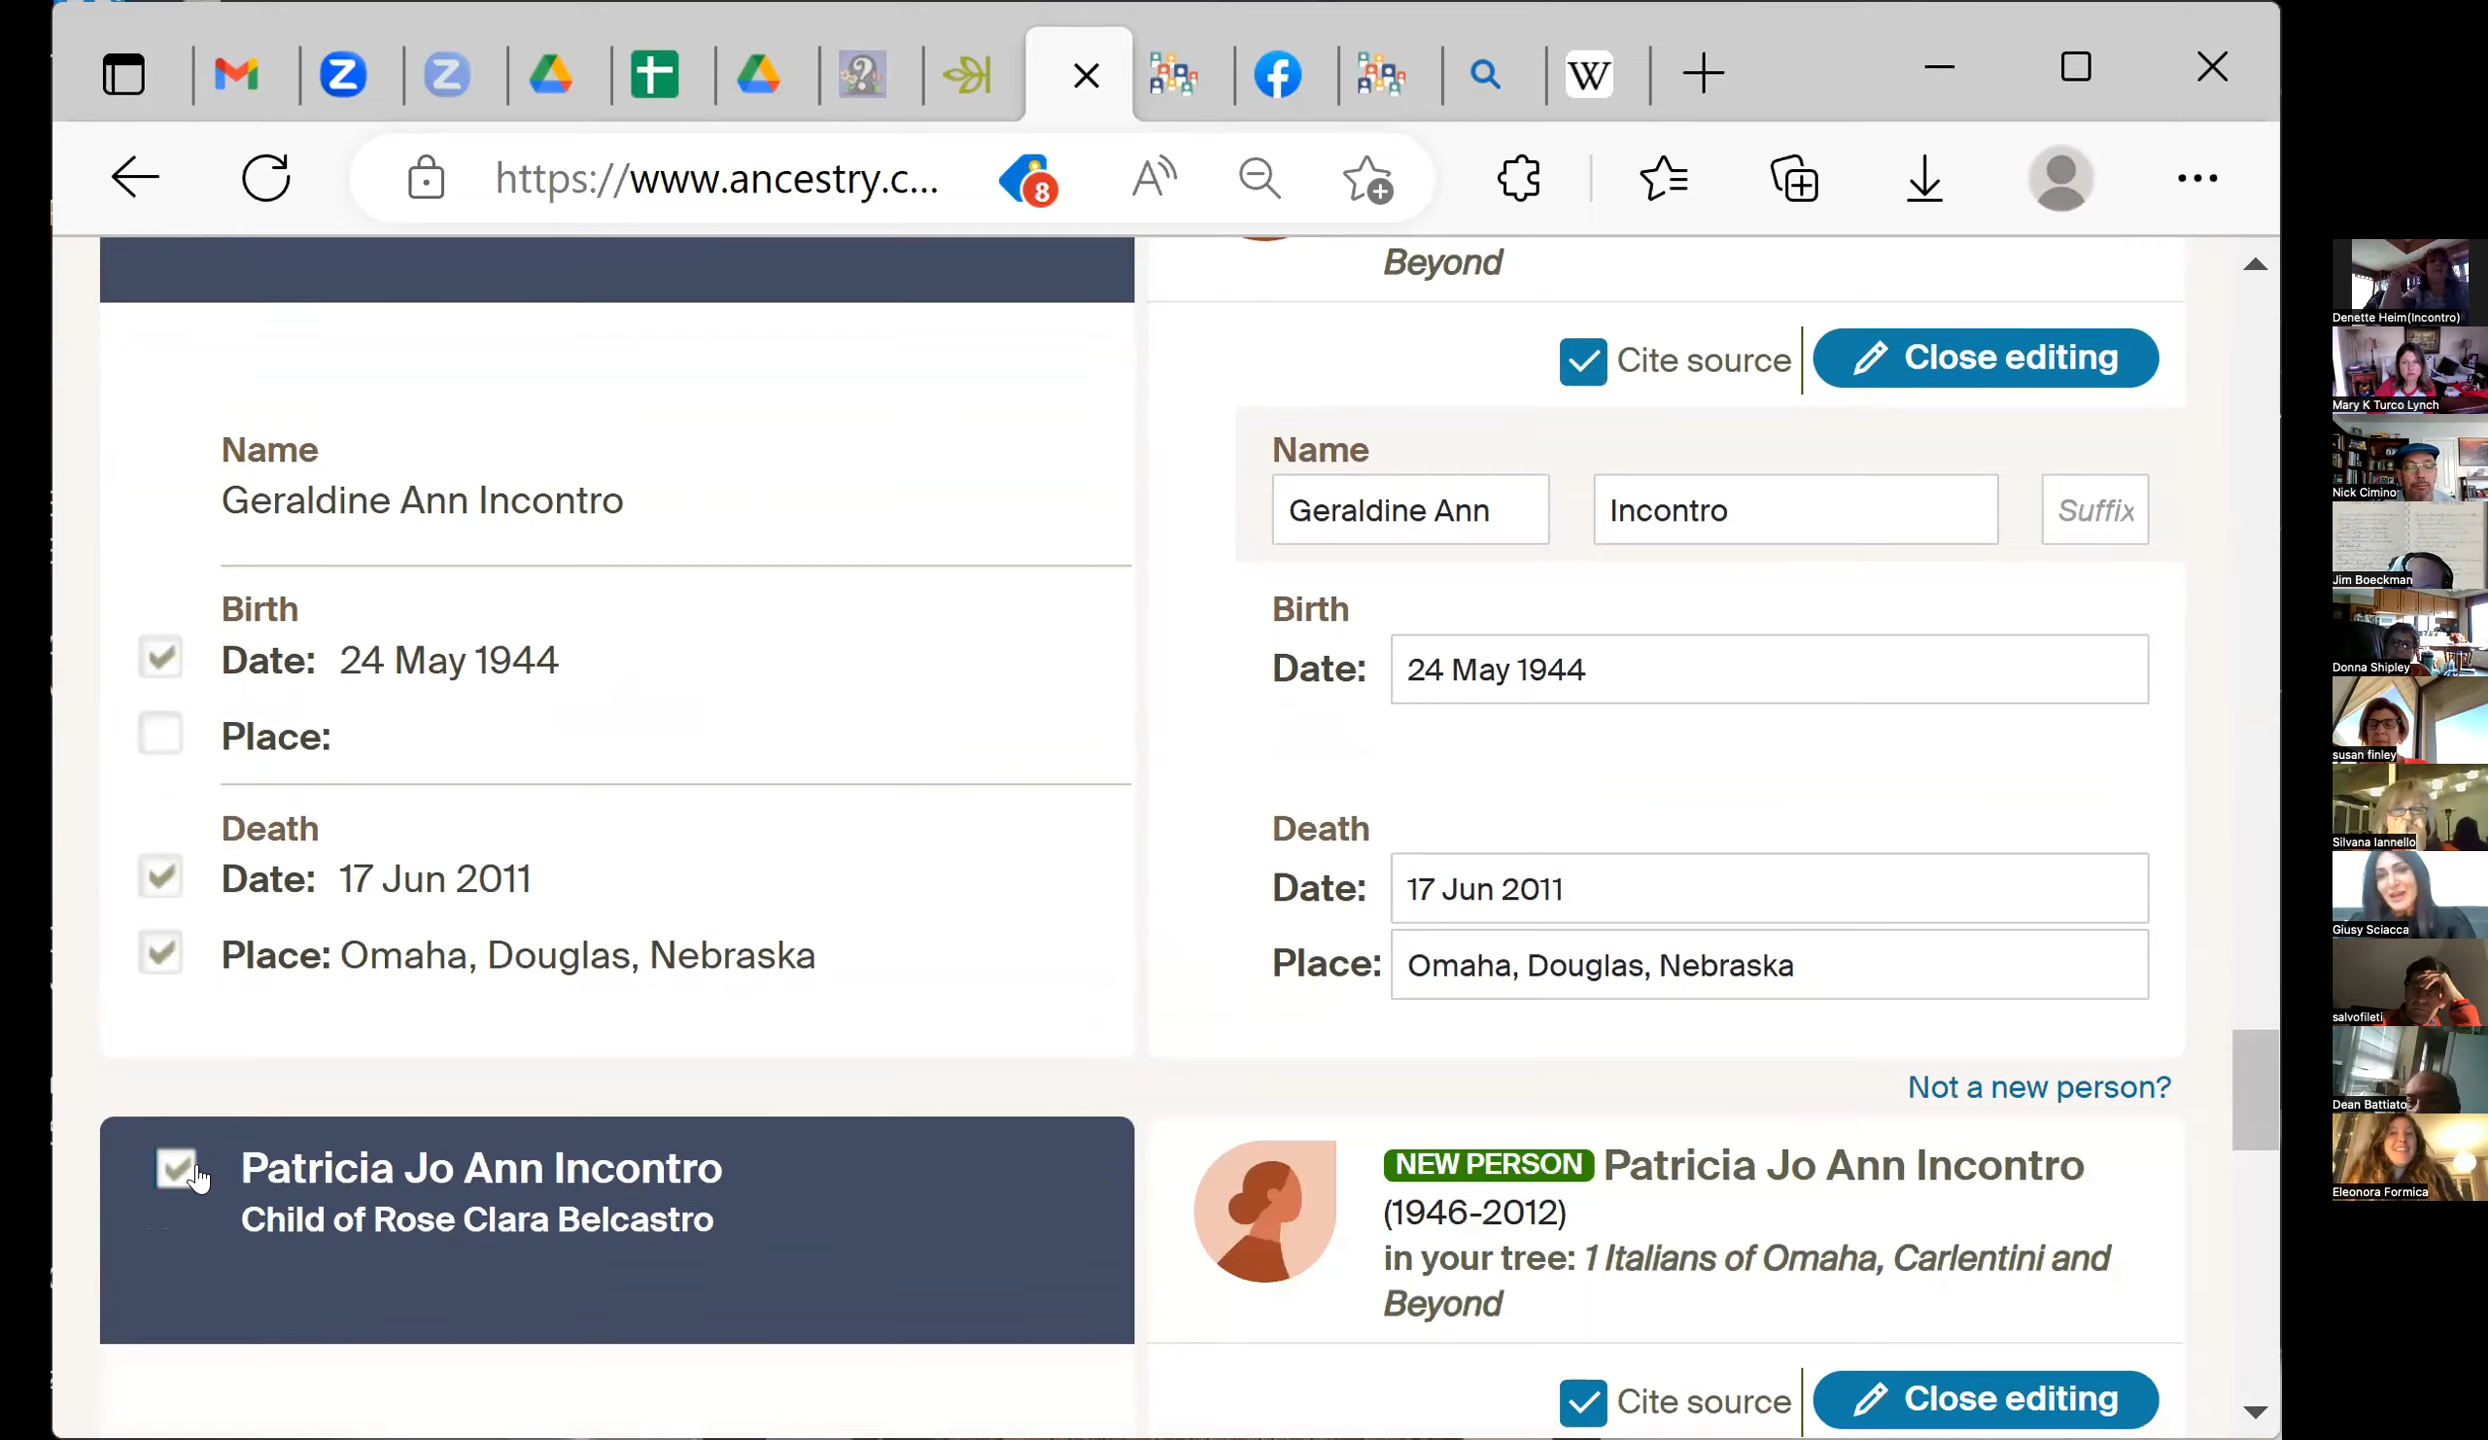 https://www.ancestry.c...
8
Beyond
Cite source
Close editing
Name
Geraldine Ann Incontro
Name
Geraldine Ann
Incontro
Suffix
Birth
Date: 24 May 1944
Place:
Birth
Date: 24 May 1944
Death
Date: 17 Jun 2011
Place: Omaha, Douglas, Nebraska
Death
Date: 17 Jun 2011
Place: Omaha, Douglas, Nebraska
Not a new person?
Patricia Jo Ann Incontro
Child of Rose Clara Belcastro
NEW PERSON Patricia Jo Ann Incontro
(1946-2012)
in your tree: 1 Italians of Omaha, Carlentini and
Beyond
Cite source
Close editing
Denette Heim(Incontro)
Mary K Turco Lynch
Nick Cimino
Jim Boeckman
Donna Shipley
susan finley
Silvana Iannello
Giusy Sciacca
salvofileti
Dean Battiato
Eleonora Formica